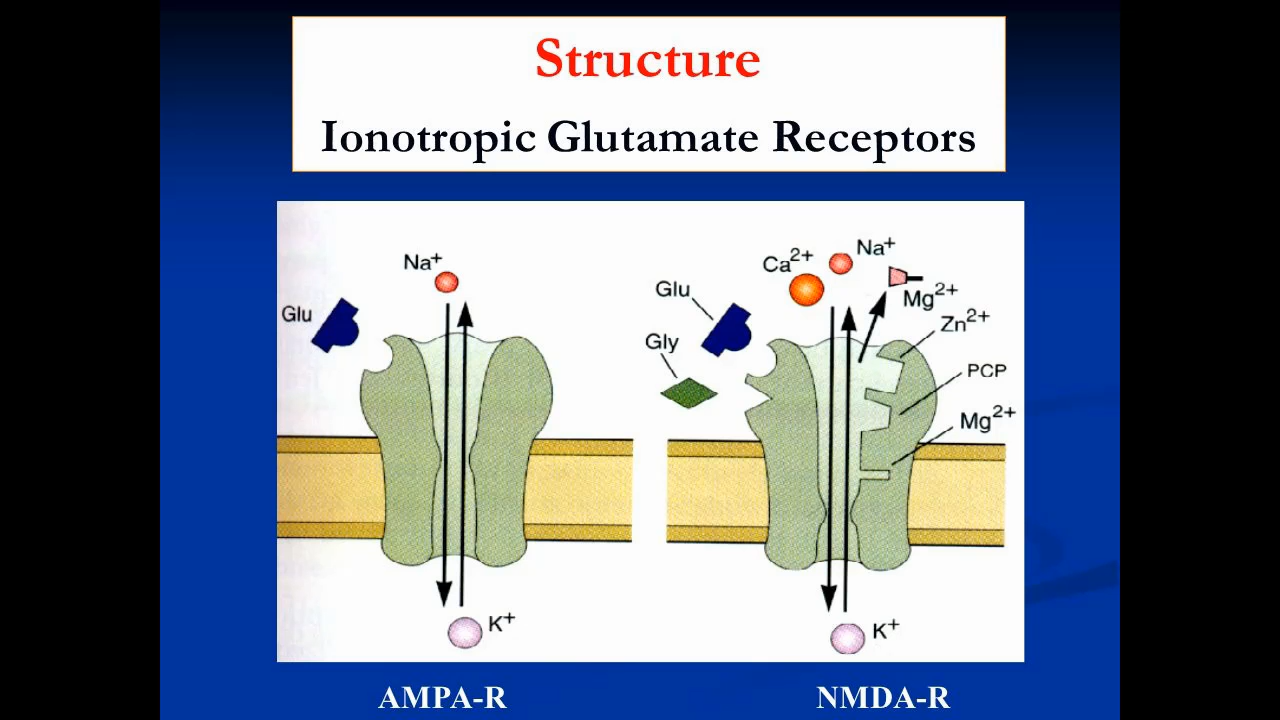 Structure
Ionotropic Glutamate Receptors
Na+
Glu
K+
Ca2+
Na+
Glu
Mg2+
Zn2+
Gly
PCP
Mg2+
K+
AMPA-R
NMDA-R